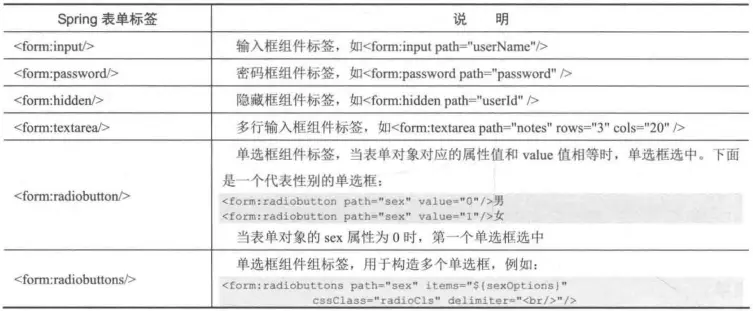 Spring 表单标签 说 明
<form:input/> 输入框组件标签，如<form:input path="userName"/>
<form:password/> 密码框组件标签，如<form:password path="password" />
<form:hidden/> 隐藏框组件标签，如<form:hidden path="userId" />
<form:textarea/> 多行输入框组件标签，如<form:textarea path="notes" rows="3" cols="20" />
<form:radiobutton/>
单选框组件标签，当表单对象对应的属性值和 value 值相等时，单选框选中。下面
是一个代表性别的单选框：
<form:radiobutton path="sex" value="0"/>男
<form:radiobutton path="sex" value="1"/>女
当表单对象的 sex 属性为 0 时，第一个单选框选中
<form:radiobuttons/>
单选框组件组标签，用于构造多个单选框，例如：
<form:radiobuttons path="sex" items="${sexOptions}"
cssClass="radioCls" delimiter="<br/>"/>